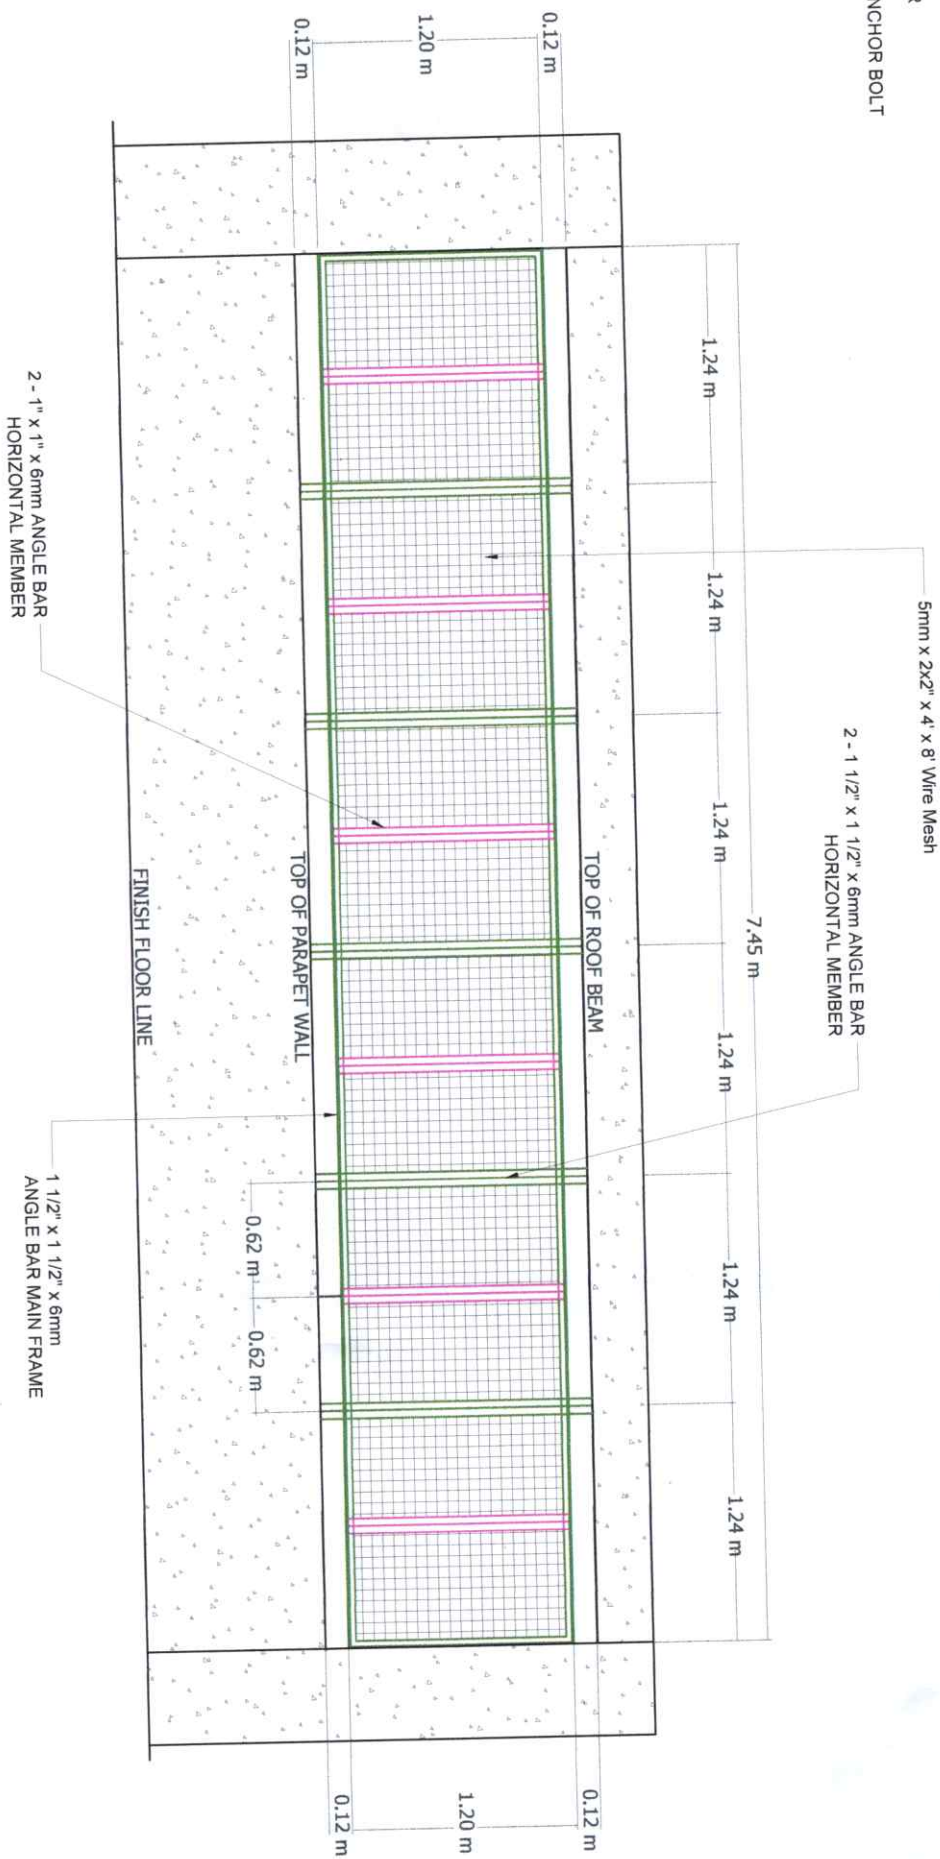 NCHOR BOLT
5mm x 2x2" x 4' x 8' Wire Mesh
2 - 1 1/2" x 1 1/2" x 6mm ANGLE BAR
HORIZONTAL MEMBER
7.45 m
1.24 m
1.24 m
1.24 m
1.24 m
1.24 m
1.24 m
0.12 m
1.20 m
0.12 m
TOP OF ROOF BEAM
0.12 m
1.20 m
0.12 m
TOP OF PARAPET WALL
0.62 m
0.62 m
FINISH FLOOR LINE
2 - 1" x 1" x 6mm ANGLE BAR
HORIZONTAL MEMBER
1 1/2" x 1 1/2" x 6mm
ANGLE BAR MAIN FRAME